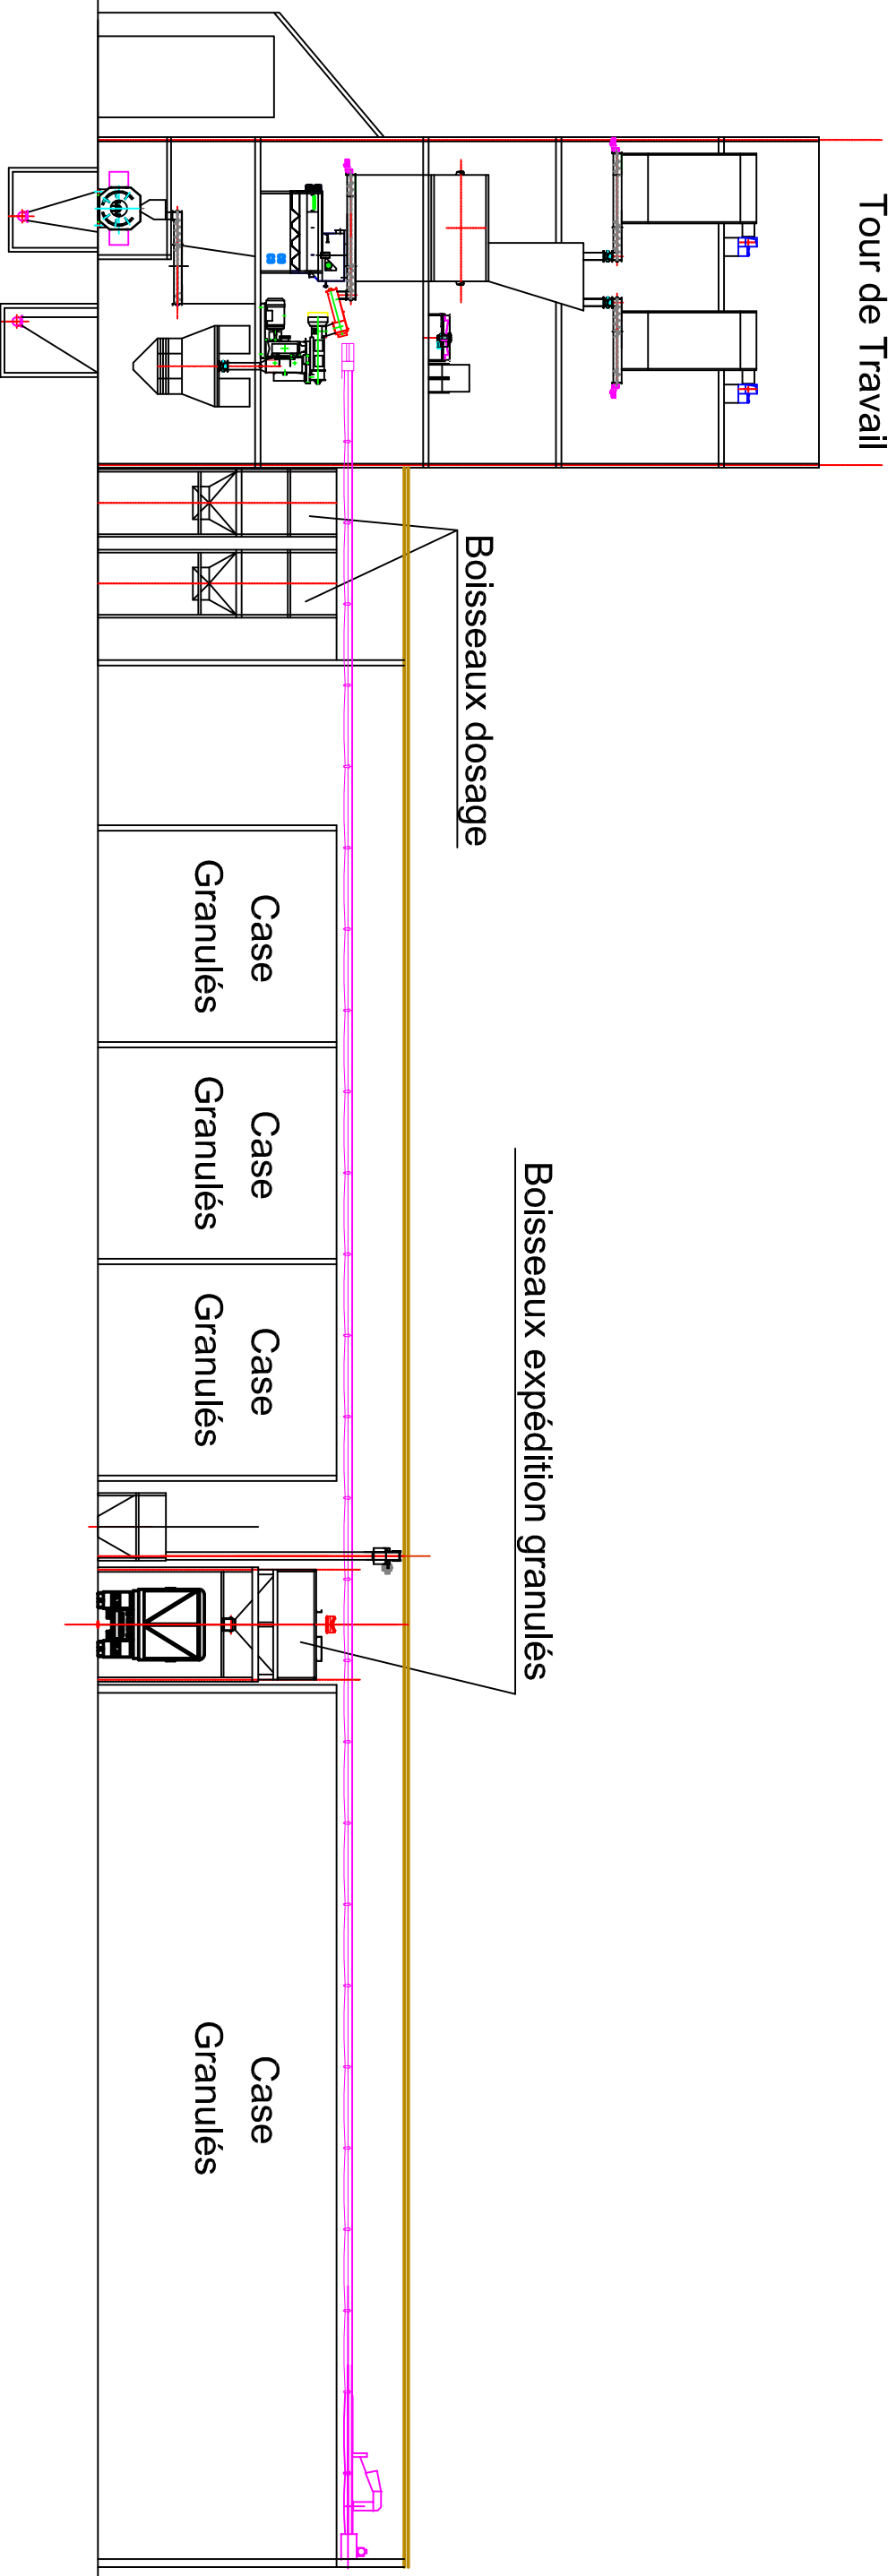 Tour de Travail
Boisseaux dosage
Boisseaux expédition granulés
Case
Granulés
Case
Granulés
Case
Granulés
Case
Granulés